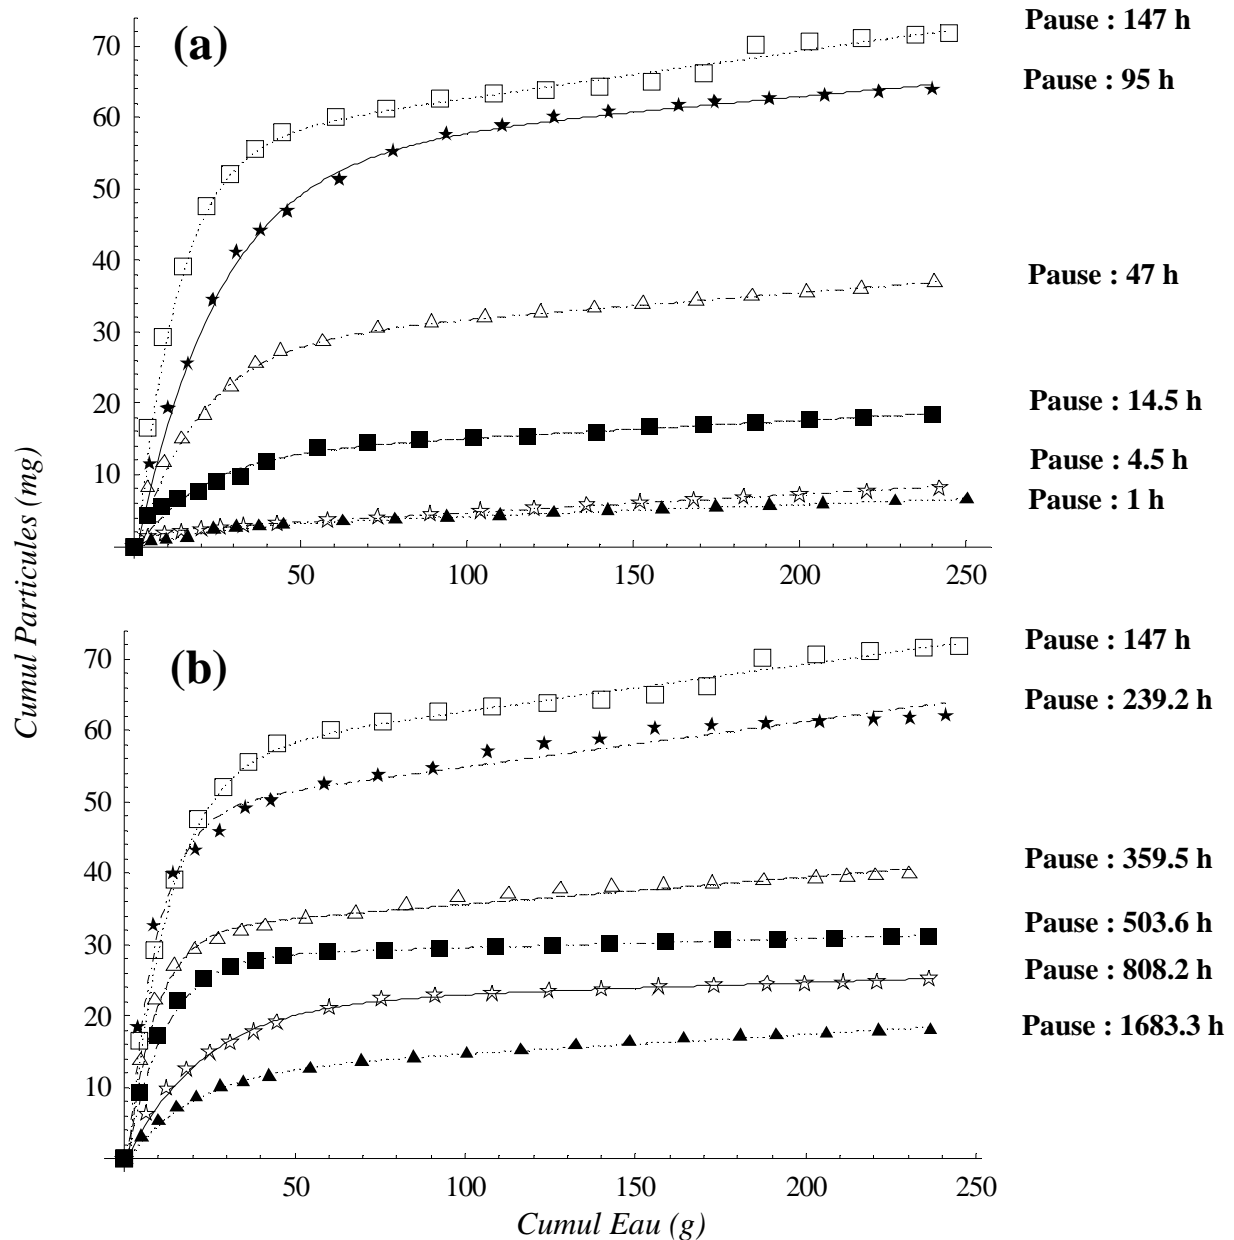 (a)
70
60
50
40
30
20
10
50
100
150
200
250
Pause : 147 h
Pause : 95 h
Pause : 47 h
Pause : 14.5 h
Pause : 4.5 h
Pause : 1 h
Cumul Particules (mg)
(b)
70
60
50
40
30
20
10
50
100
150
200
250
Pause : 147 h
Pause : 239.2 h
Pause : 359.5 h
Pause : 503.6 h
Pause : 808.2 h
Pause : 1683.3 h
Cumul Eau (g)